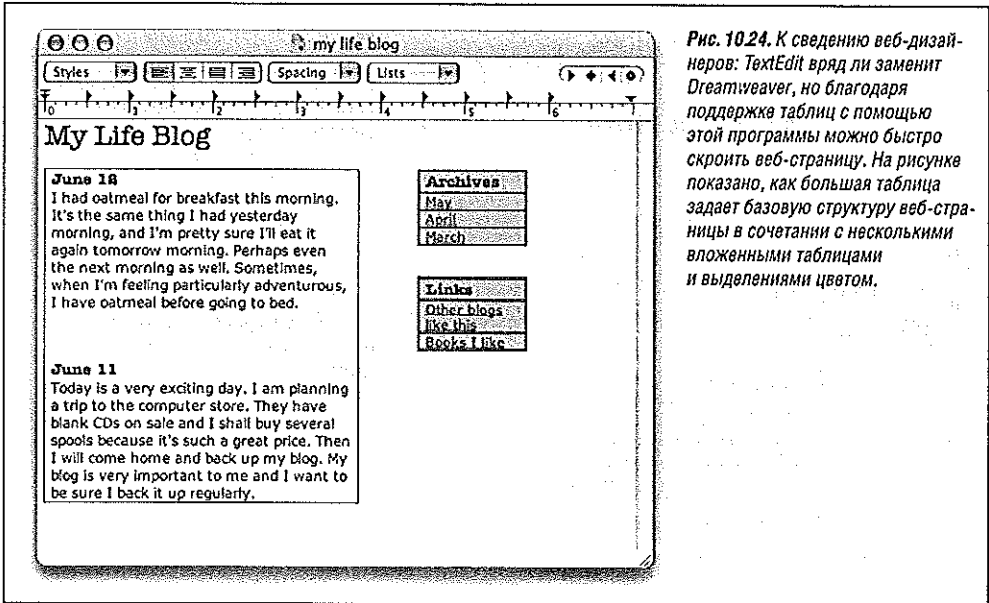 my life blog
Styles Spacing Lists
0 1 2 3 4 5 6 7
My Life Blog
June 18
I had oatmeal for breakfast this morning.
It's the same thing I had yesterday
morning, and I'm pretty sure I'll eat it
again tomorrow morning. Perhaps even
the next morning as well. Sometimes,
when I'm feeling particularly adventurous,
I have oatmeal before going to bed.
June 11
Today is a very exciting day. I am planning
a trip to the computer store. They have
blank CDs on sale and I shall buy several
spools because it's such a great price. Then
I will come home and back up my blog. My
blog is very important to me and I want to
be sure I back it up regularly.
Archives
May
April
March
Links
Other blogs
like this
Books I like
Рис. 10.24. К сведению веб-дизай-
неров: TextEdit вряд ли заменит
Dreamweaver, но благодаря
поддержке таблиц с помощью
этой программы можно быстро
скроить веб-страницу. На рисунке
показано, как большая таблица
задает базовую структуру веб-стра-
ницы в сочетании с несколькими
вложенными таблицами
и выделениями цветом.